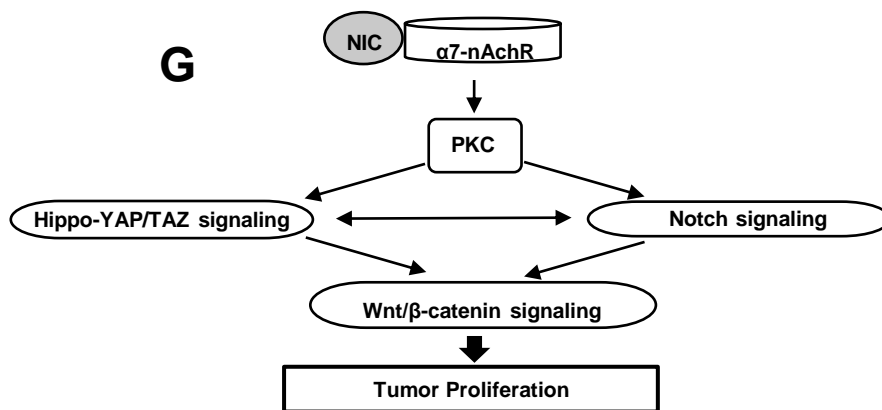 NIC
α7-nAchR
G
PKC
Hippo-YAP/TAZ signaling
Notch signaling
Wnt/β-catenin signaling
Tumor Proliferation